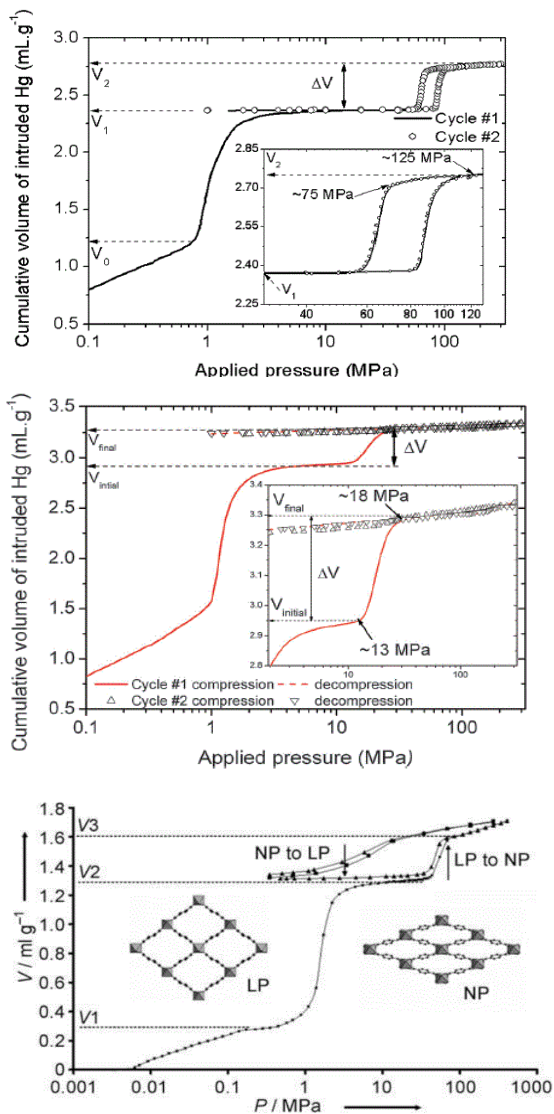 Cumulative volume of intruded Hg (mL.g⁻¹)
3.0
2.5
2.0
1.5
1.0
0.5
V₂
V₁
V₀
ΔV
Cycle #1
Cycle #2
2.85
2.70
2.55
2.40
2.25
V₂
V₁
~125 MPa
~75 MPa
40 60 80 100 120
0.1 1 10 100
Applied pressure (MPa)
Cumulative volume of intruded Hg (mL.g⁻¹)
3.5
3.0
2.5
2.0
1.5
1.0
0.5
V_final
V_intial
ΔV
3.4
3.3
3.2
3.1
3.0
2.9
2.8
V_final
~18 MPa
ΔV
V_initial
~13 MPa
10 100
Cycle #1 compression decompression
Cycle #2 compression decompression
0.1 1 10 100
Applied pressure (MPa)
V / ml g⁻¹
1.8
1.6
1.4
1.2
1.0
0.8
0.6
0.4
0.2
0
V3
V2
V1
NP to LP
LP to NP
LP
NP
0.001 0.01 0.1 1 10 100 1000
P / MPa